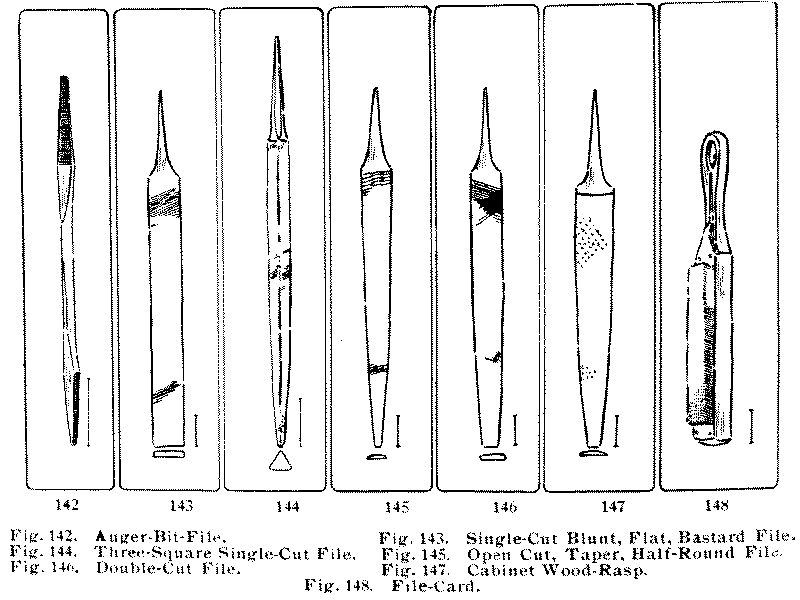 142 143 144 145 146 147 148
Fig. 142. Auger-Bit-File. Fig. 143. Single-Cut Blunt, Flat, Bastard File.
Fig. 144. Three-Square Single-Cut File. Fig. 145. Open Cut, Taper, Half-Round File.
Fig. 146. Double-Cut File. Fig. 147. Cabinet Wood-Rasp.
Fig. 148. File-Card.